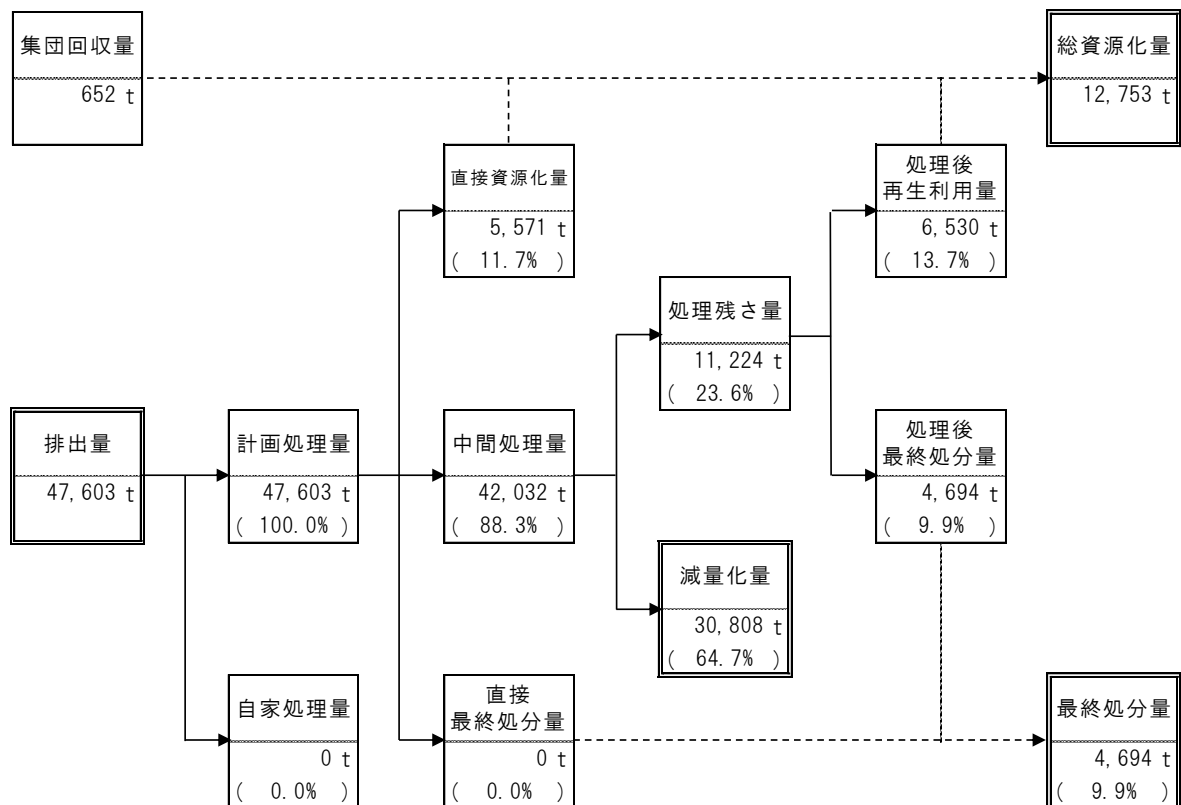 集団回収量
652 t
総資源化量
12,753 t
直接資源化量
5,571 t
( 11.7% )
処理後
再生利用量
6,530 t
( 13.7% )
処理残さ量
11,224 t
( 23.6% )
排出量
47,603 t
計画処理量
47,603 t
( 100.0% )
中間処理量
42,032 t
( 88.3% )
処理後
最終処分量
4,694 t
( 9.9% )
減量化量
30,808 t
( 64.7% )
自家処理量
0 t
( 0.0% )
直接
最終処分量
0 t
( 0.0% )
最終処分量
4,694 t
( 9.9% )